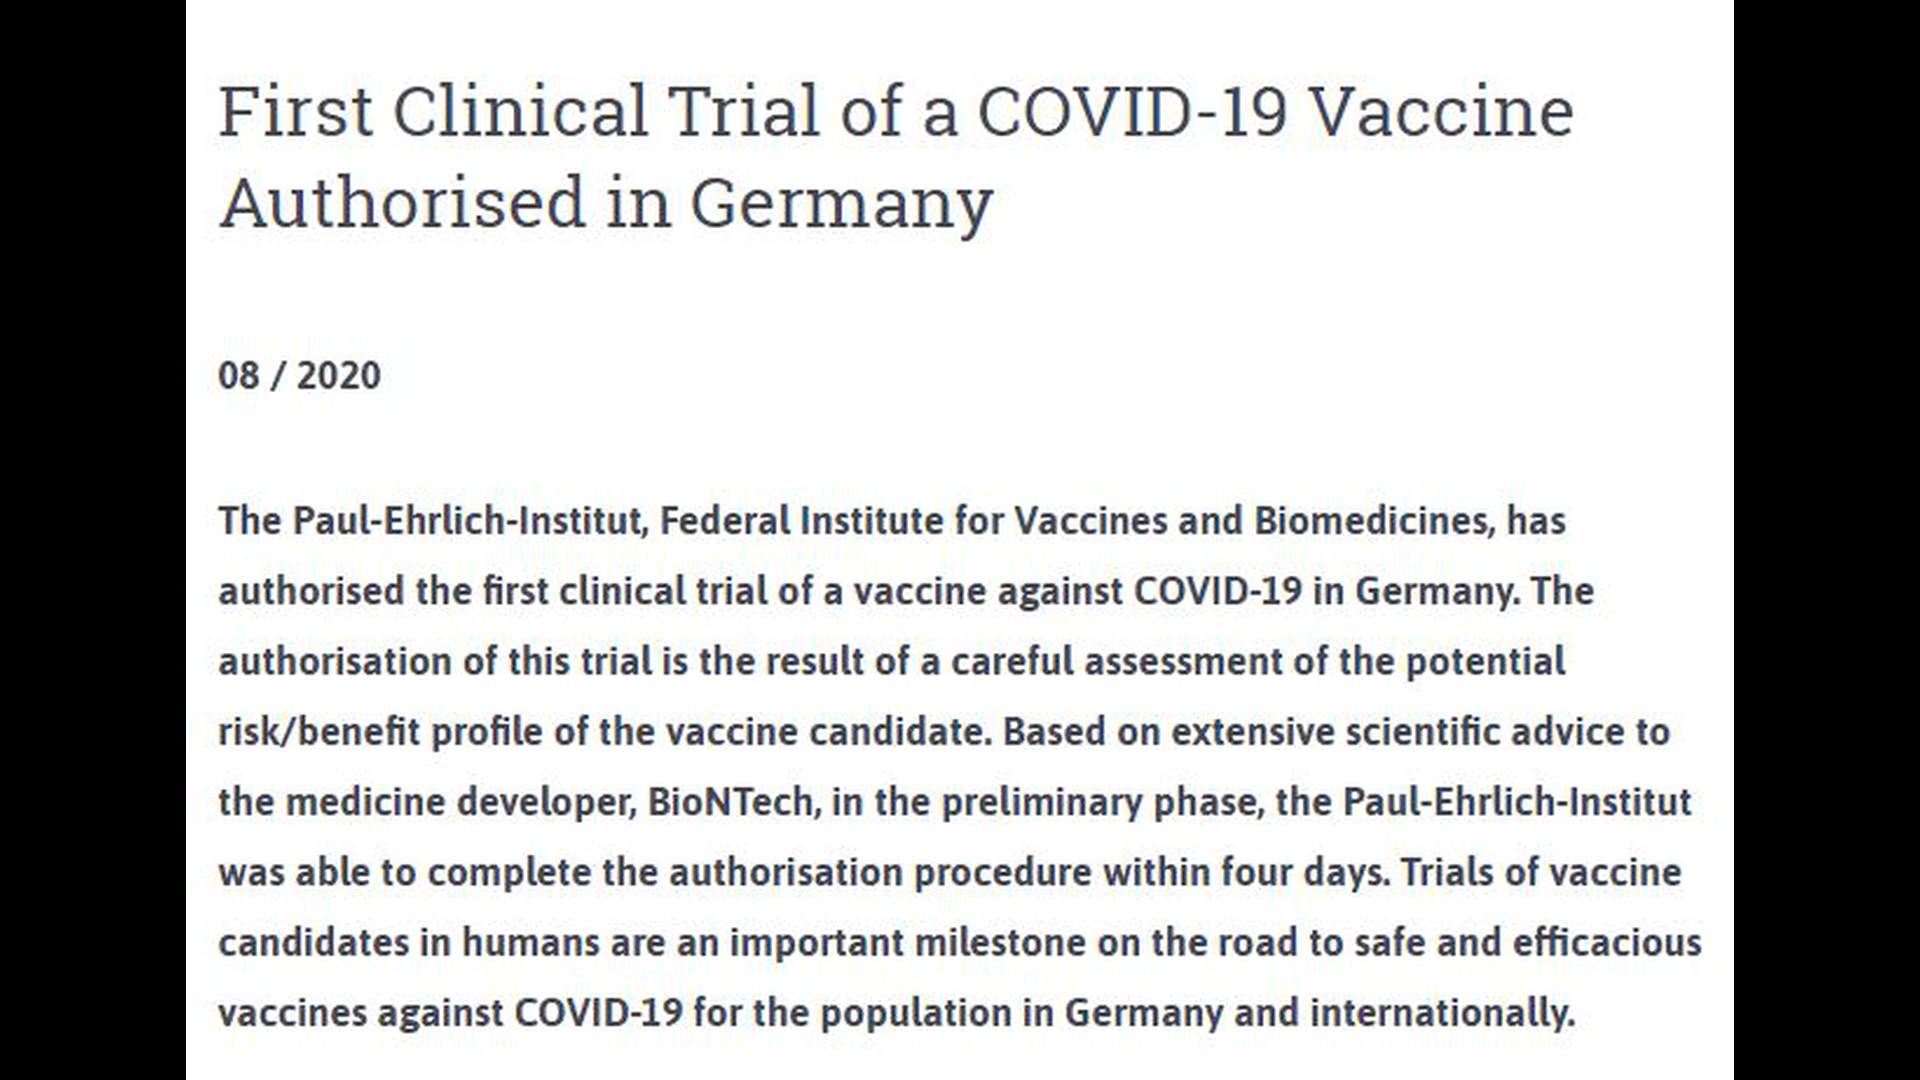 First Clinical Trial of a COVID-19 Vaccine
Authorised in Germany
08 / 2020
The Paul-Ehrlich-Institut, Federal Institute for Vaccines and Biomedicines, has
authorised the first clinical trial of a vaccine against COVID-19 in Germany. The
authorisation of this trial is the result of a careful assessment of the potential
risk/benefit profile of the vaccine candidate. Based on extensive scientific advice to
the medicine developer, BioNTech, in the preliminary phase, the Paul-Ehrlich-Institut
was able to complete the authorisation procedure within four days. Trials of vaccine
candidates in humans are an important milestone on the road to safe and efficacious
vaccines against COVID-19 for the population in Germany and internationally.